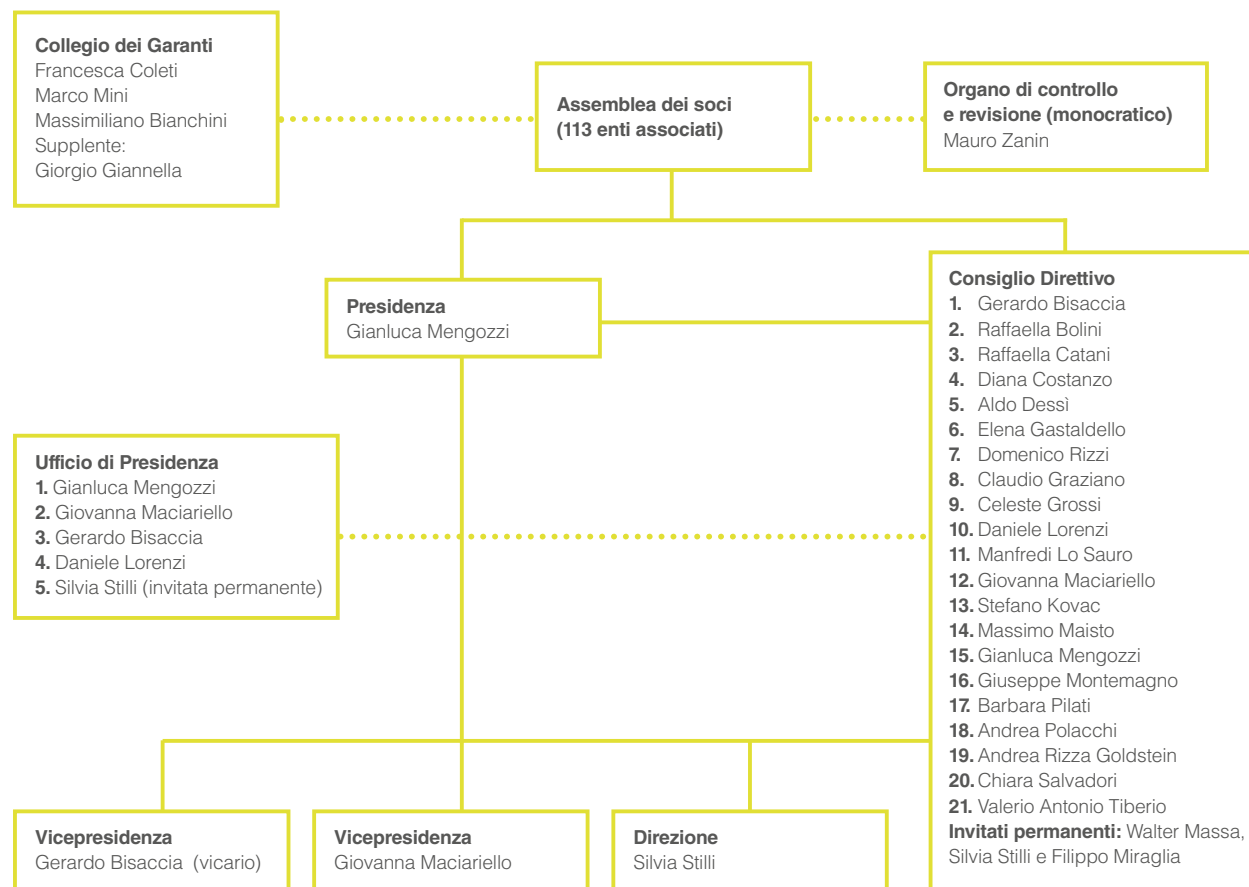 Collegio dei Garanti
Francesca Coleti
Marco Mini
Massimiliano Bianchini
Supplente:
Giorgio Giannella
Assemblea dei soci
(113 enti associati)
Organo di controllo
e revisione (monocratico)
Mauro Zanin
Presidenza
Gianluca Mengozzi
Consiglio Direttivo
1. Gerardo Bisaccia
2. Raffaella Bolini
3. Raffaella Catani
4. Diana Costanzo
5. Aldo Dessì
6. Elena Gastaldello
7. Domenico Rizzi
8. Claudio Graziano
9. Celeste Grossi
10. Daniele Lorenzi
11. Manfredi Lo Sauro
12. Giovanna Maciariello
13. Stefano Kovac
14. Massimo Maisto
15. Gianluca Mengozzi
16. Giuseppe Montemagno
17. Barbara Pilati
18. Andrea Polacchi
19. Andrea Rizza Goldstein
20. Chiara Salvadori
21. Valerio Antonio Tiberio
Invitati permanenti: Walter Massa,
Silvia Stilli e Filippo Miraglia
Ufficio di Presidenza
1. Gianluca Mengozzi
2. Giovanna Maciariello
3. Gerardo Bisaccia
4. Daniele Lorenzi
5. Silvia Stilli (invitata permanente)
Vicepresidenza
Gerardo Bisaccia (vicario)
Vicepresidenza
Giovanna Maciariello
Direzione
Silvia Stilli